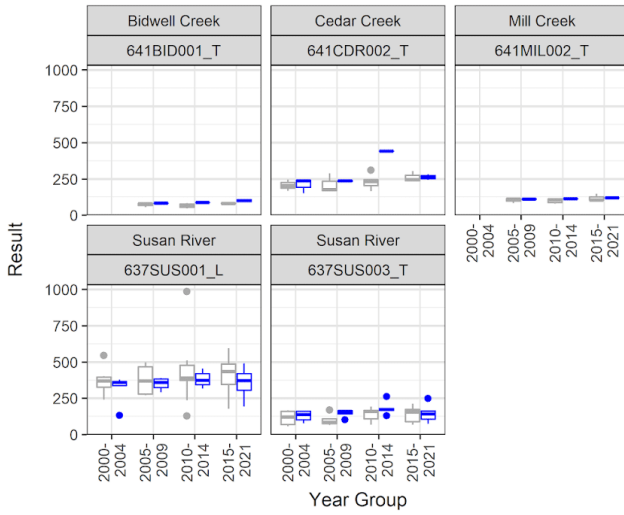 Bidwell Creek
Cedar Creek
Mill Creek
641BID001_T
641CDR002_T
641MIL002_T
1000
750
500
250
0
2000-
2004
2005-
2009
2010-
2014
2015-
2021
Susan River
Susan River
637SUS001_L
637SUS003_T
1000
750
500
250
0
2000-
2004
2005-
2009
2010-
2014
2015-
2021
2000-
2004
2005-
2009
2010-
2014
2015-
2021
Result
Year Group